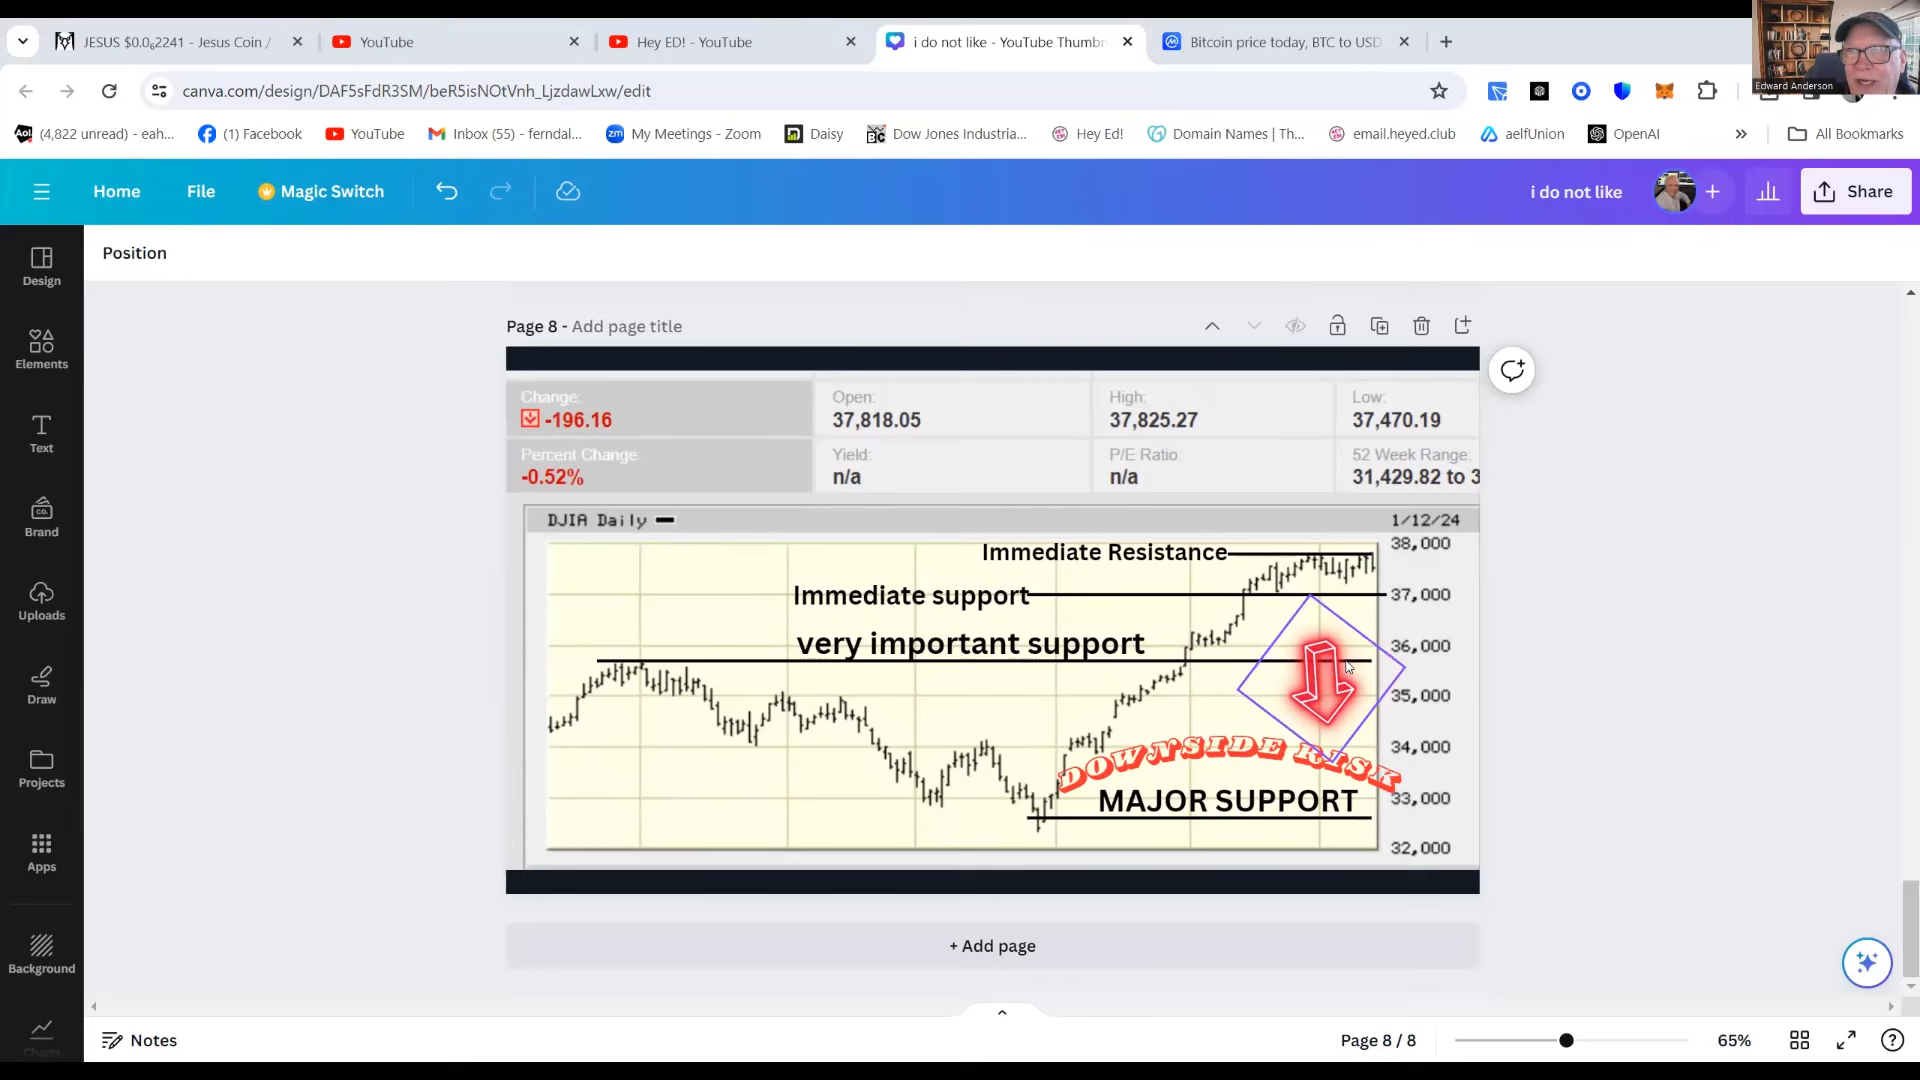 JESUS $0.0₆2241 - Jesus Coin /
YouTube
Hey ED! - YouTube
i do not like - YouTube Thumbn
Bitcoin price today, BTC to USD
canva.com/design/DAF5sFdR3SM/beR5isNOtVnh_LjzdawLxw/edit
Edward Anderson
Aol. (4,822 unread) - eah...
(1) Facebook
YouTube
Inbox (55) - ferndal...
zm My Meetings - Zoom
Daisy
Dow Jones Industria...
Hey Ed!
Domain Names | Th...
email.heyed.club
aelfUnion
OpenAI
All Bookmarks
Home
File
Magic Switch
i do not like
Share
Position
Design
Elements
Text
Brand
Uploads
Draw
Projects
Apps
Background
Page 8 - Add page title
Change:
-196.16
Open:
37,818.05
High:
37,825.27
Low:
37,470.19
Percent Change:
-0.52%
Yield:
n/a
P/E Ratio:
n/a
52 Week Range:
31,429.82 to 3
DJIA Daily
1/12/24
38,000
Immediate Resistance
Immediate support
37,000
very important support
36,000
35,000
34,000
DOWNSIDE RISK
MAJOR SUPPORT
33,000
32,000
+ Add page
Notes
Page 8 / 8
65%